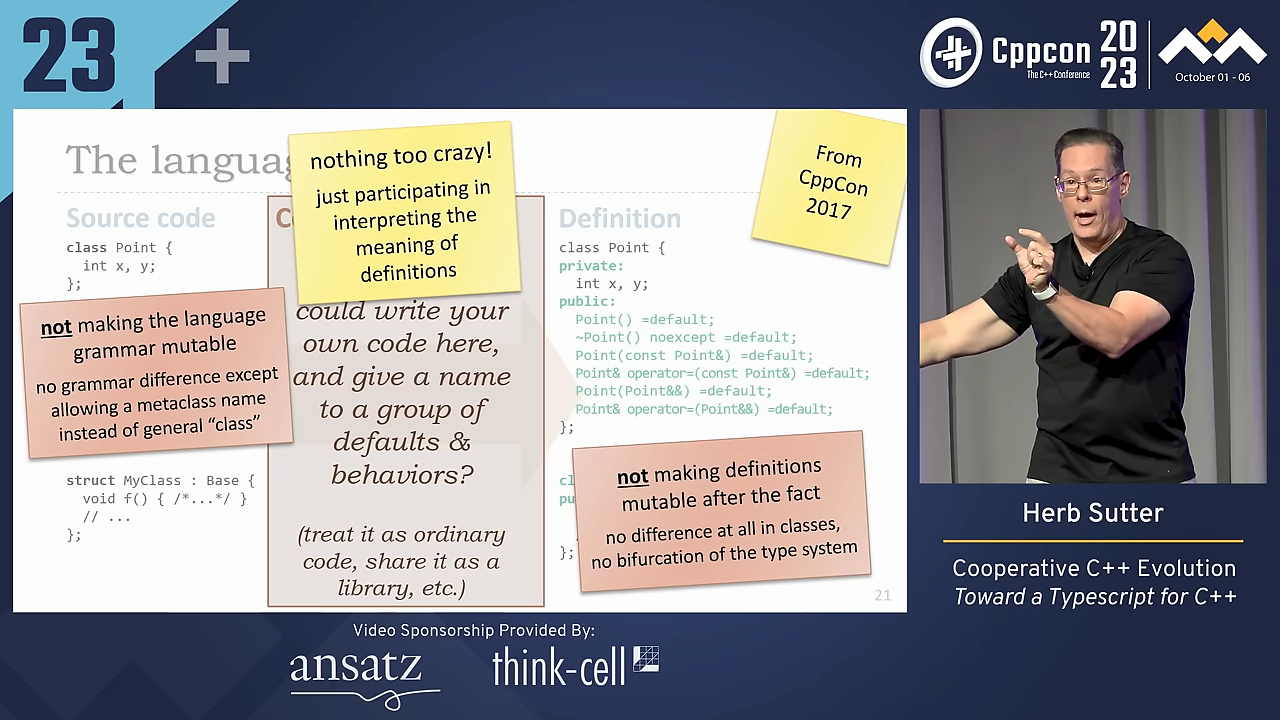 23
+
Cppcon
The C++ Conference
20
23
October 01 - 06
nothing too crazy!
just participating in
interpreting the
meaning of
definitions
From
CppCon
2017
Source code
class Point {
int x, y;
};
not making the language
grammar mutable
no grammar difference except
allowing a metaclass name
instead of general “class”
struct MyClass : Base {
void f() { /*...*/ }
// ...
};
could write your
own code here,
and give a name
to a group of
defaults &
behaviors?
(treat it as ordinary
code, share it as a
library, etc.)
Definition
class Point {
private:
int x, y;
public:
Point() =default;
~Point() noexcept =default;
Point(const Point&) =default;
Point& operator=(const Point&) =default;
Point(Point&&) =default;
Point& operator=(Point&&) =default;
};
not making definitions
mutable after the fact
no difference at all in classes,
no bifurcation of the type system
};
21
Herb Sutter
Cooperative C++ Evolution
Toward a Typescript for C++
Video Sponsorship Provided By:
ansatz
think-cell